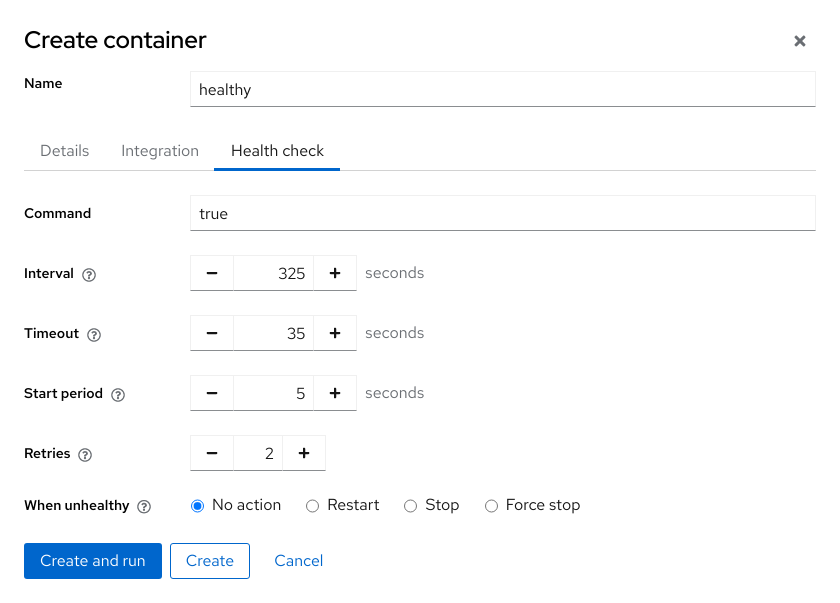 Create container
Name
healthy
Details Integration Health check
Command
true
Interval
325 seconds
Timeout
35 seconds
Start period
5 seconds
Retries
2
When unhealthy
No action Restart Stop Force stop
Create and run Create Cancel